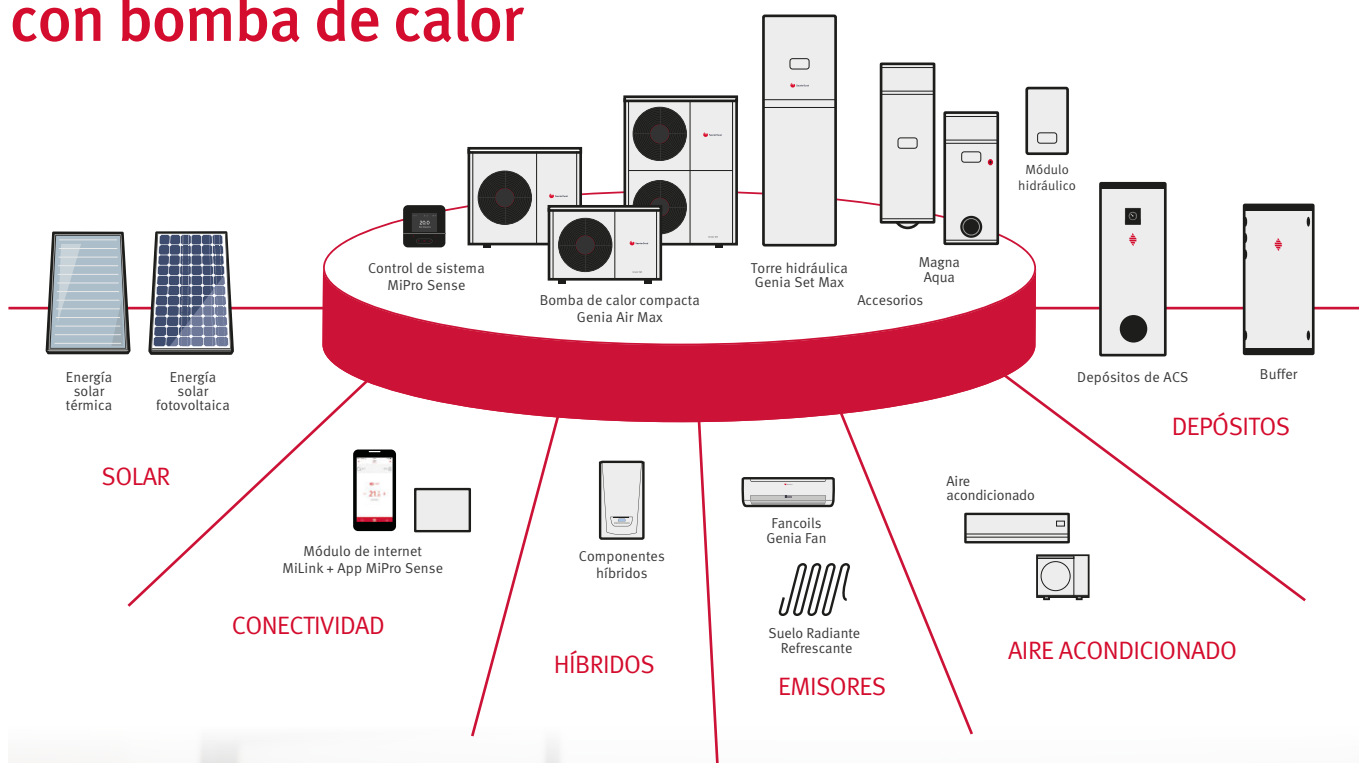 con bomba de calor
Módulo
hidráulico
Control de sistema
MiPro Sense
Bomba de calor compacta
Genia Air Max
Torre hidráulica
Genia Set Max
Magna
Aqua
Accesorios
Energía
solar
térmica
Energía
solar
fotovoltaica
Depósitos de ACS
Buffer
DEPÓSITOS
SOLAR
Módulo de internet
MiLink + App MiPro Sense
CONECTIVIDAD
Componentes
híbridos
HÍBRIDOS
Fancoils
Genia Fan
Suelo Radiante
Refrescante
EMISORES
Aire
acondicionado
AIRE ACONDICIONADO